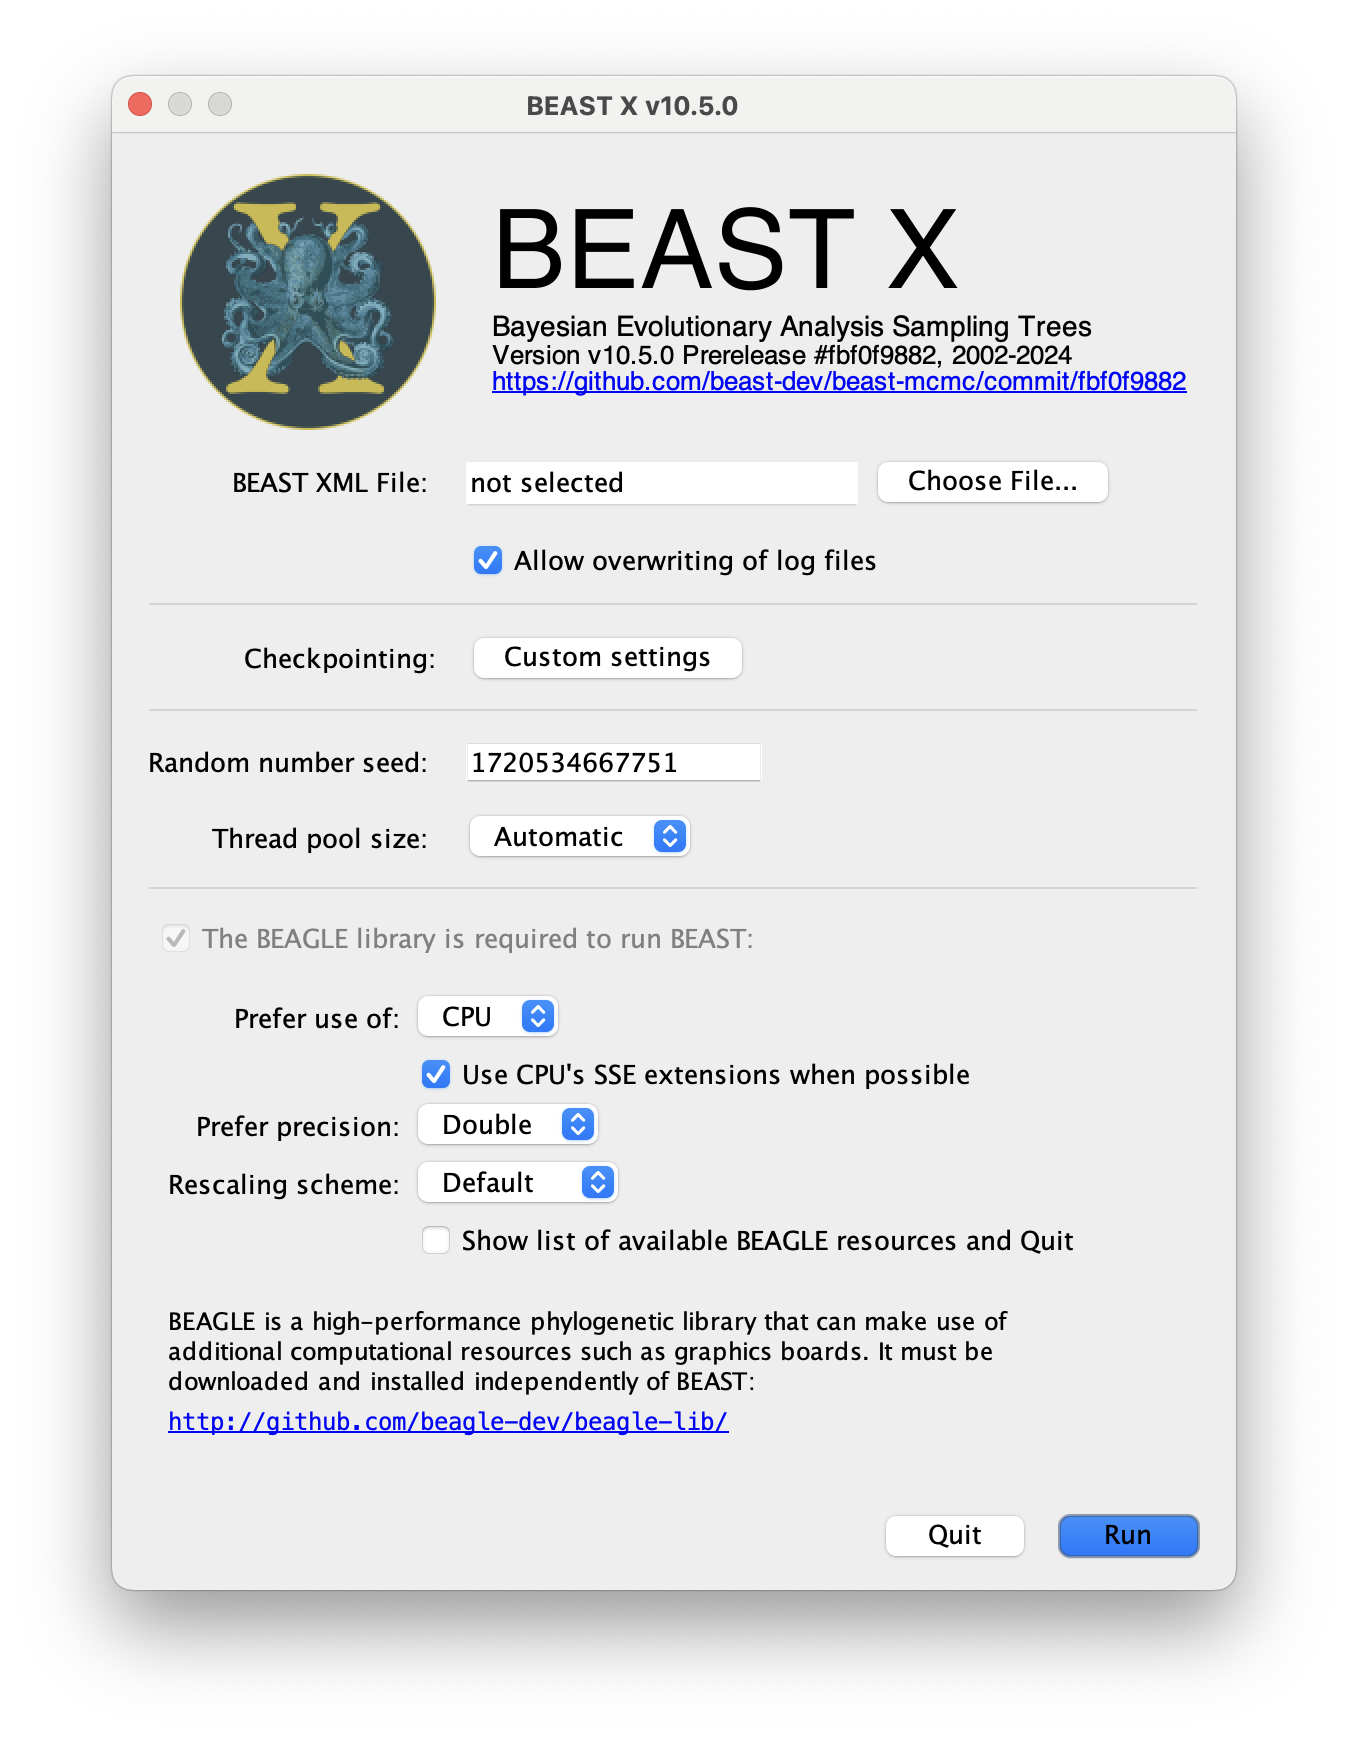 BEAST X v10.5.0
X
BEAST X
Bayesian Evolutionary Analysis Sampling Trees
Version v10.5.0 Prerelease #fbf0f9882, 2002-2024
https://github.com/beast-dev/beast-mcmc/commit/fbf0f9882
BEAST XML File: not selected Choose File...
Allow overwriting of log files
Checkpointing: Custom settings
Random number seed: 1720534667751
Thread pool size: Automatic
The BEAGLE library is required to run BEAST:
Prefer use of: CPU
Use CPU's SSE extensions when possible
Prefer precision: Double
Rescaling scheme: Default
Show list of available BEAGLE resources and Quit
BEAGLE is a high-performance phylogenetic library that can make use of
additional computational resources such as graphics boards. It must be
downloaded and installed independently of BEAST:
http://github.com/beagle-dev/beagle-lib/
Quit Run